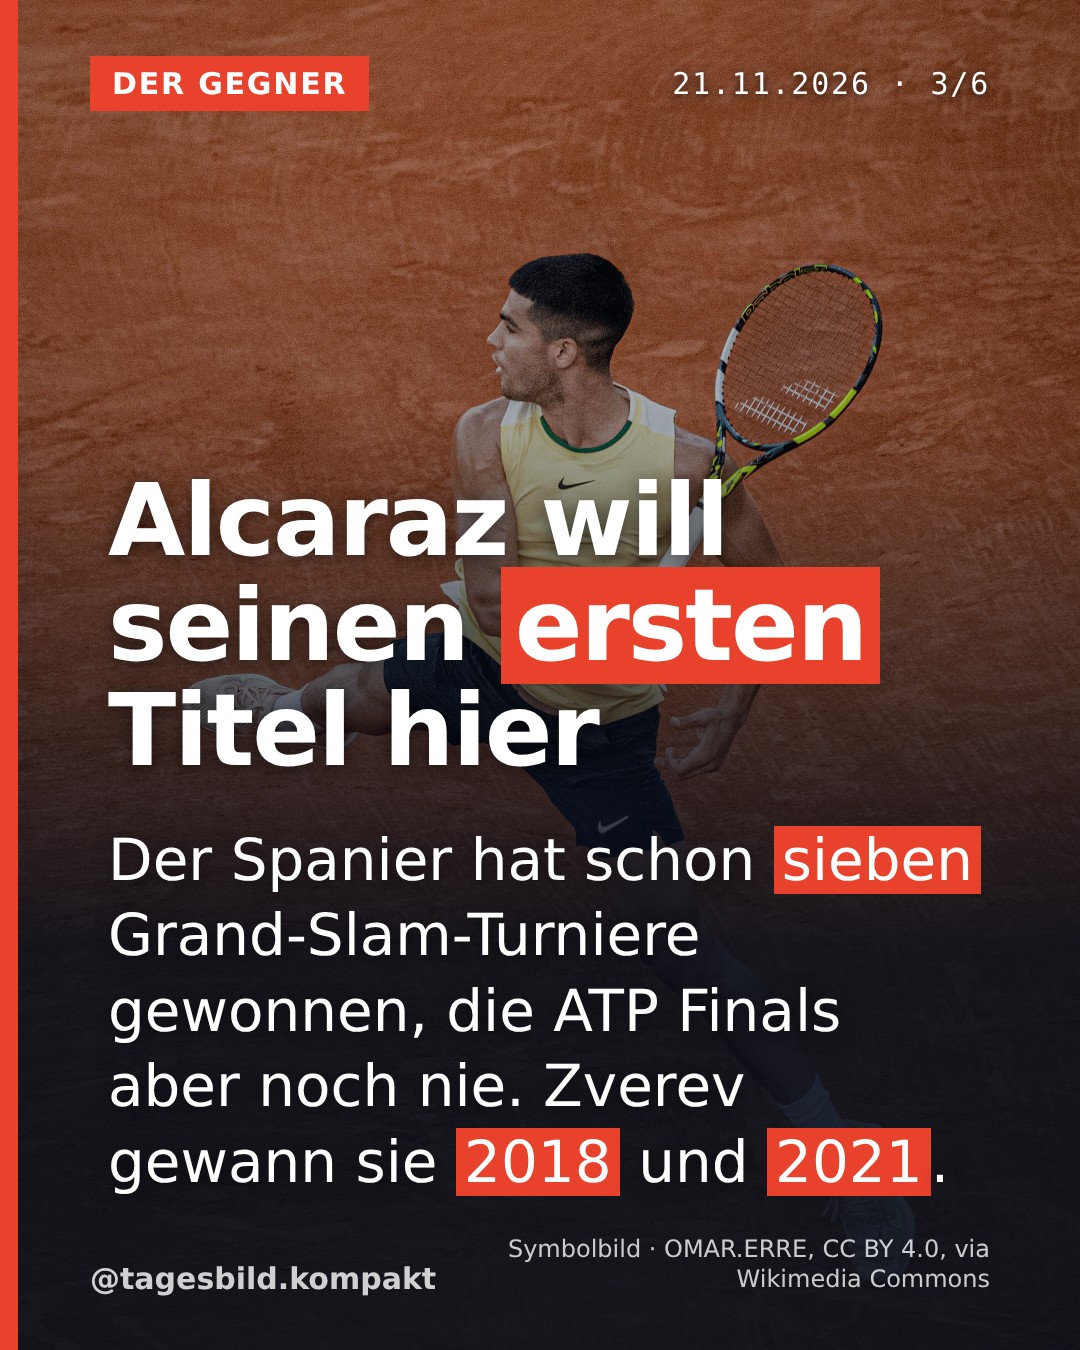 DER GEGNER
21.11.2026 · 3/6
Alcaraz will
seinen ersten
Titel hier
Der Spanier hat schon sieben
Grand-Slam-Turniere
gewonnen, die ATP Finals
aber noch nie. Zverev
gewann sie 2018 und 2021.
@tagesbild.kompakt
Symbolbild · OMAR.ERRE, CC BY 4.0, via
Wikimedia Commons